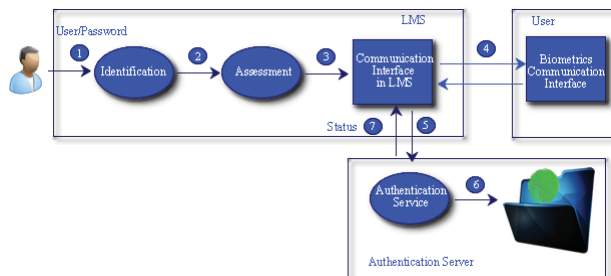 User/Password
LMS
User
1
2
3
4
Identification
Assessment
Communication
Interface
in LMS
Biometrics
Communication
Interface
Status
7
5
Authentication
Service
6
Authentication Server